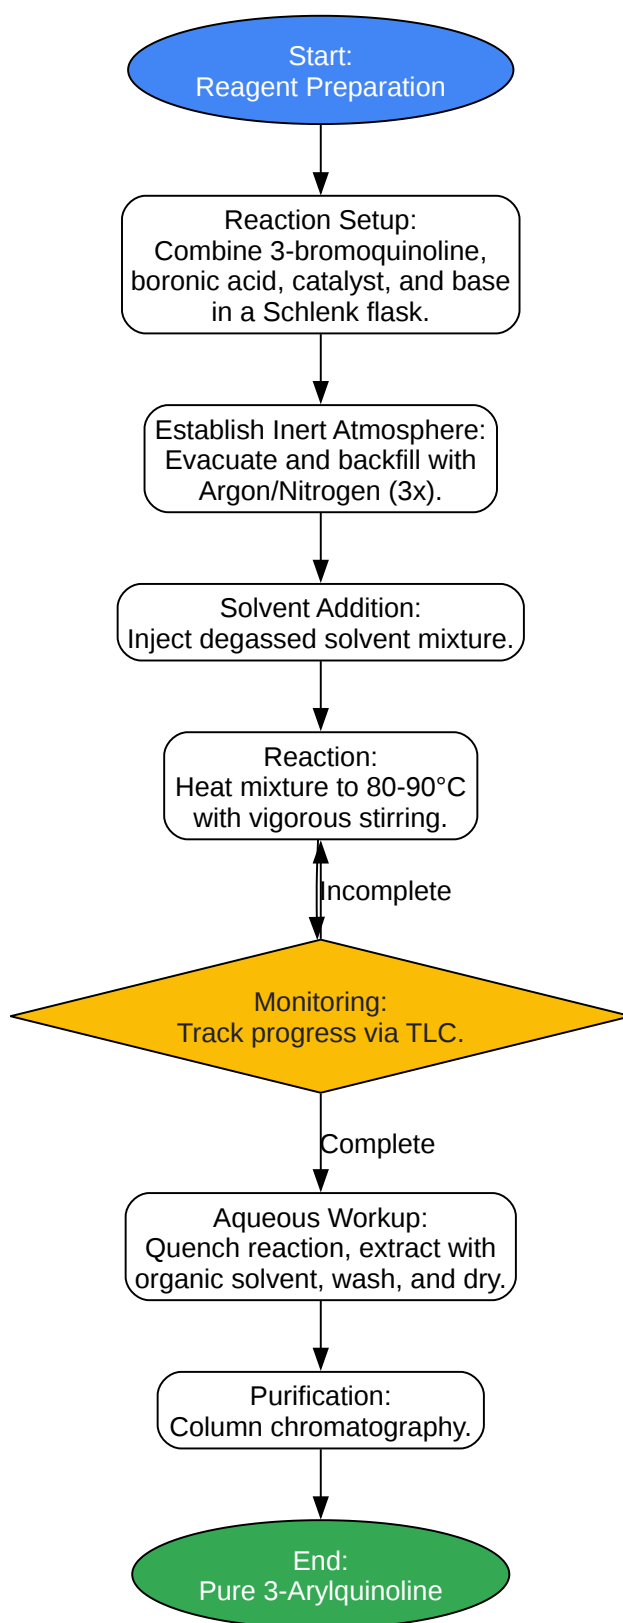 Start:
Reagent Preparation
Reaction Setup:
Combine 3-bromoquinoline,
boronic acid, catalyst, and base
in a Schlenk flask.
Establish Inert Atmosphere:
Evacuate and backfill with
Argon/Nitrogen (3x).
Solvent Addition:
Inject degassed solvent mixture.
Reaction:
Heat mixture to 80-90°C
with vigorous stirring.
Incomplete
Monitoring:
Track progress via TLC.
Complete
Aqueous Workup:
Quench reaction, extract with
organic solvent, wash, and dry.
Purification:
Column chromatography.
End:
Pure 3-Arylquinoline